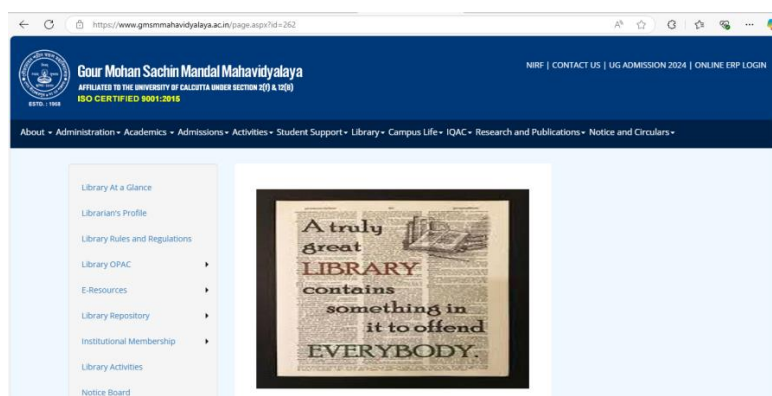 https://www.gmsmmahavidyalaya.ac.in/page.aspx?id=262
Gour Mohan Sachin Mandal Mahavidyalaya
AFFILIATED TO THE UNIVERSITY OF CALCUTTA UNDER SECTION 2(f) & 12(B)
ISO CERTIFIED 9001:2015
ESTD. : 1968
NIRF | CONTACT US | UG ADMISSION 2024 | ONLINE ERP LOGIN
About Administration Academics Admissions Activities Student Support Library Campus Life IQAC Research and Publications Notice and Circulars
Library At a Glance
Librarian's Profile
Library Rules and Regulations
Library OPAC
E-Resources
Library Repository
Institutional Membership
Library Activities
Notice Board
A truly
great
LIBRARY
contains
something in
it to offend
EVERYBODY.